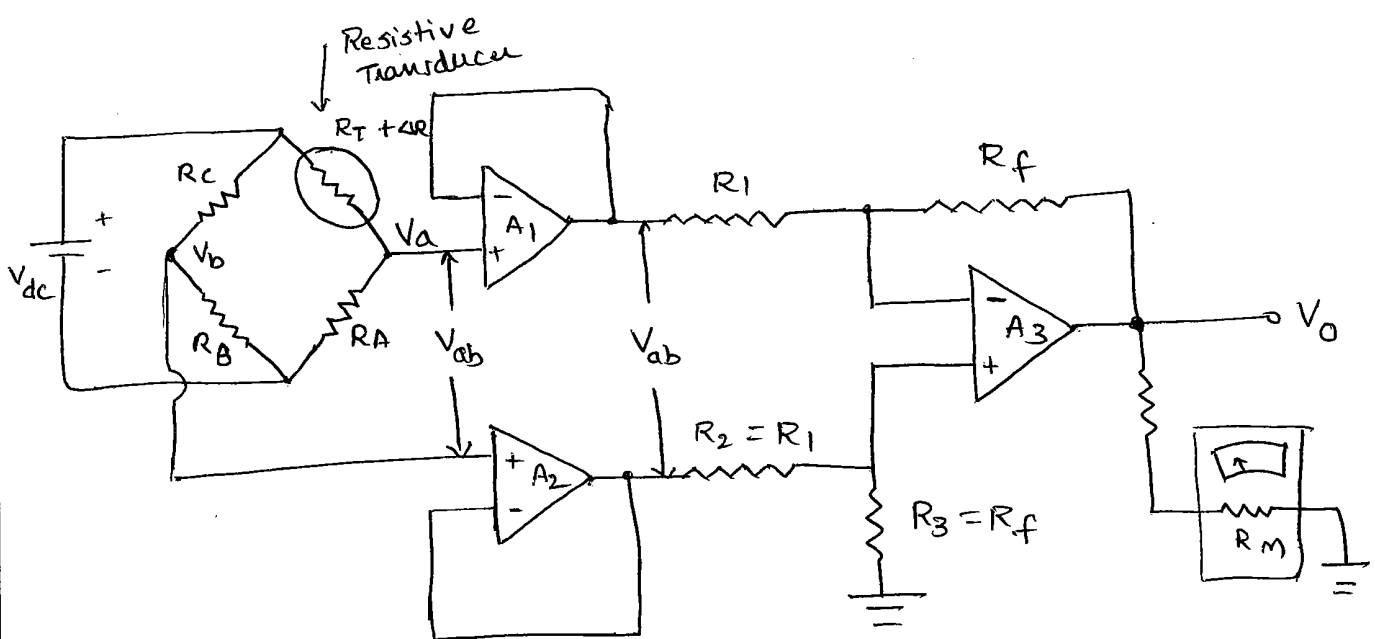 Resistive
Transducer
RT + ΔR
Rc
Va
Vb
+
-
Vdc
RB
RA
Vab
-
A1
+
R1
Rf
Vab
-
A3
+
Vo
R2 = R1
+
A2
-
R3 = Rf
RM